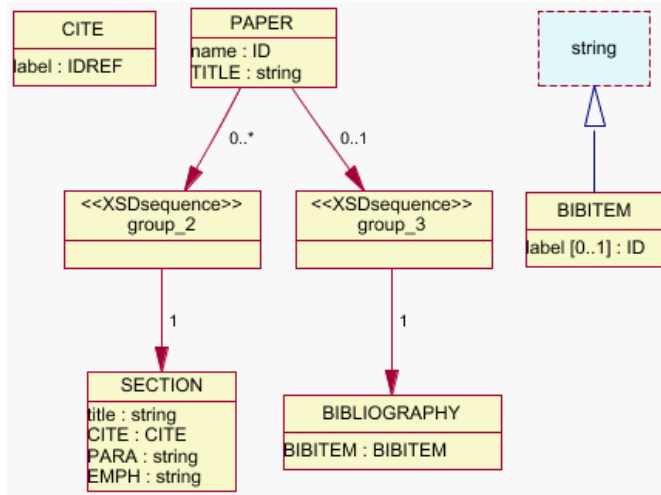 CITE
label : IDREF
PAPER
name : ID
TITLE : string
string
0..*
0..1
<<XSDsequence>>
group_2
<<XSDsequence>>
group_3
BIBITEM
label [0..1] : ID
1
1
SECTION
title : string
CITE : CITE
PARA : string
EMPH : string
BIBLIOGRAPHY
BIBITEM : BIBITEM